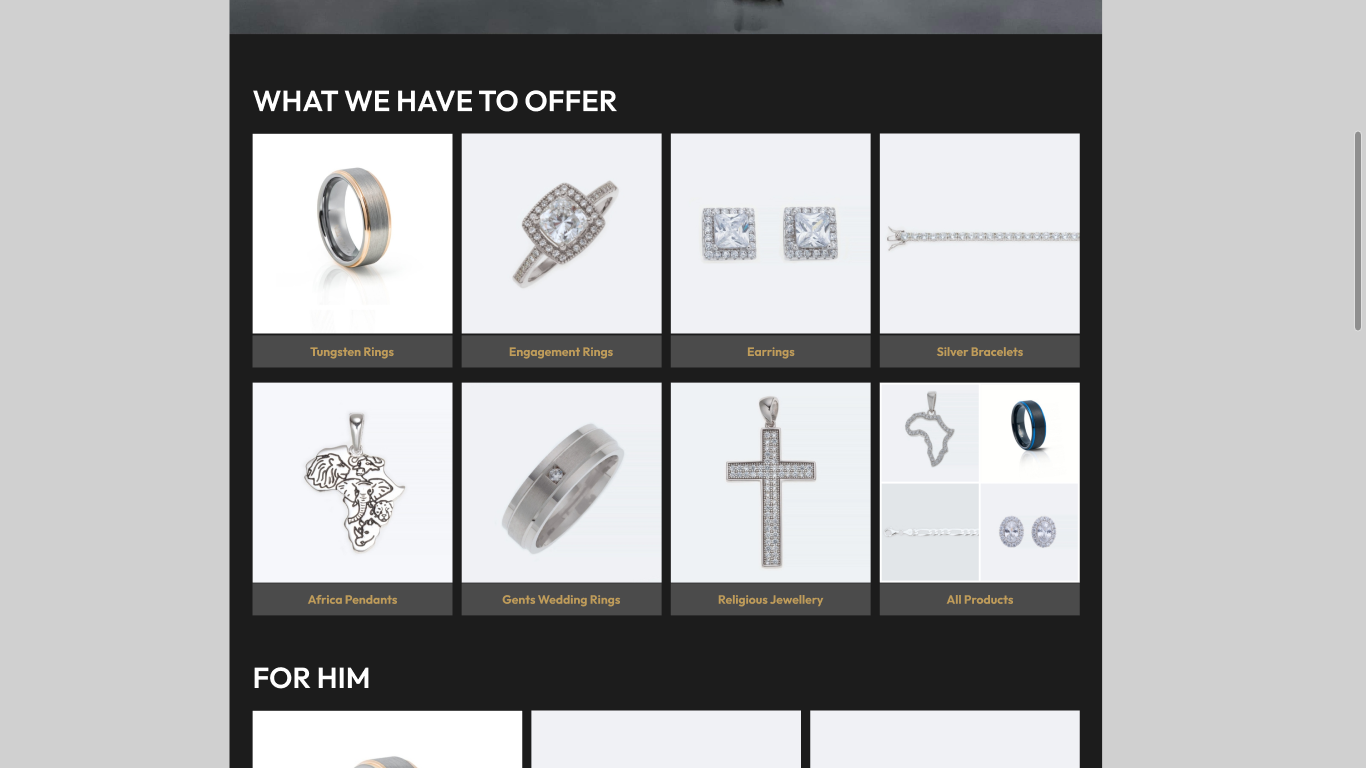 WHAT WE HAVE TO OFFER
Tungsten Rings
Engagement Rings
Earrings
Silver Bracelets
Africa Pendants
Gents Wedding Rings
Religious Jewellery
All Products
FOR HIM